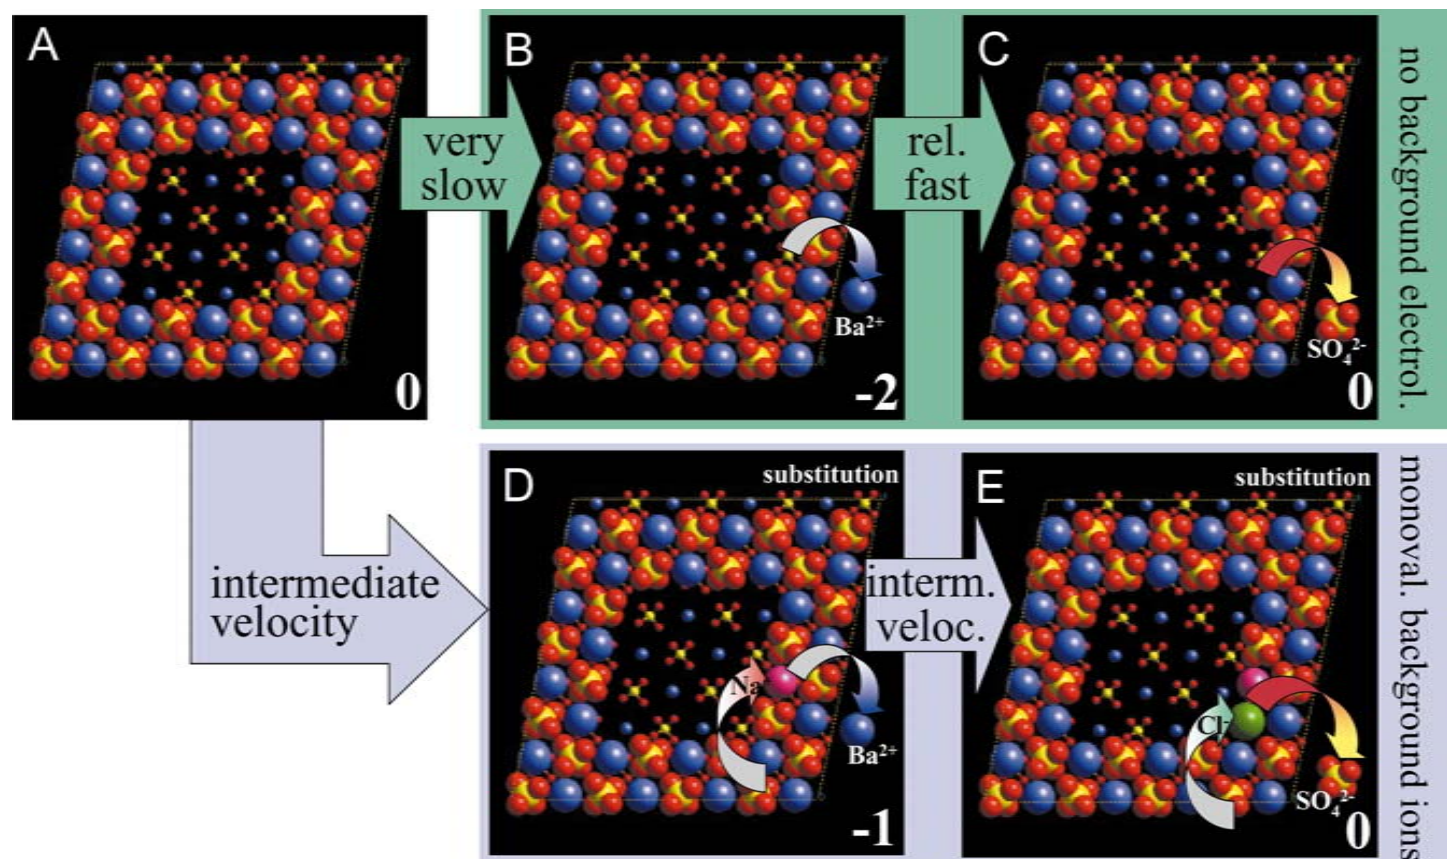 A
0
very
slow
B
Ba²⁺
-2
rel.
fast
C
SO₄²⁻
0
no background electrol.
intermediate
velocity
D
substitution
Na
Ba²⁺
-1
interm.
veloc.
E
substitution
Cl⁻
SO₄²⁻
0
monoval. background ions